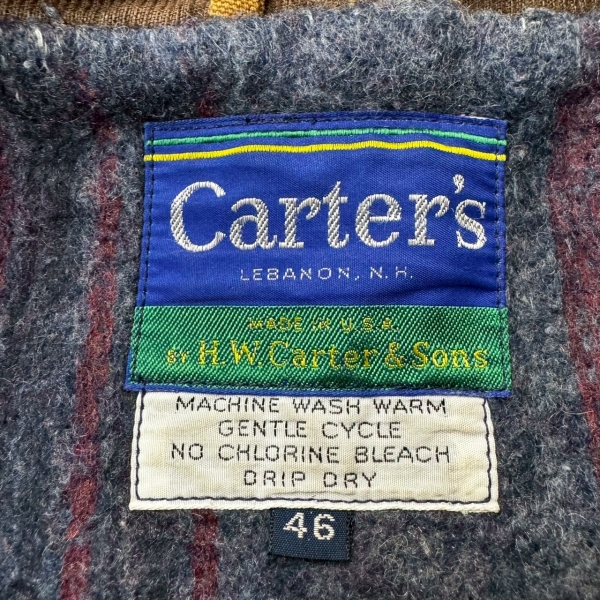 Carter's
LEBANON, N.H.
MADE IN U.S.A.
BY H.W. Carter & Sons
MACHINE WASH WARM
GENTLE CYCLE
NO CHLORINE BLEACH
DRIP DRY
46